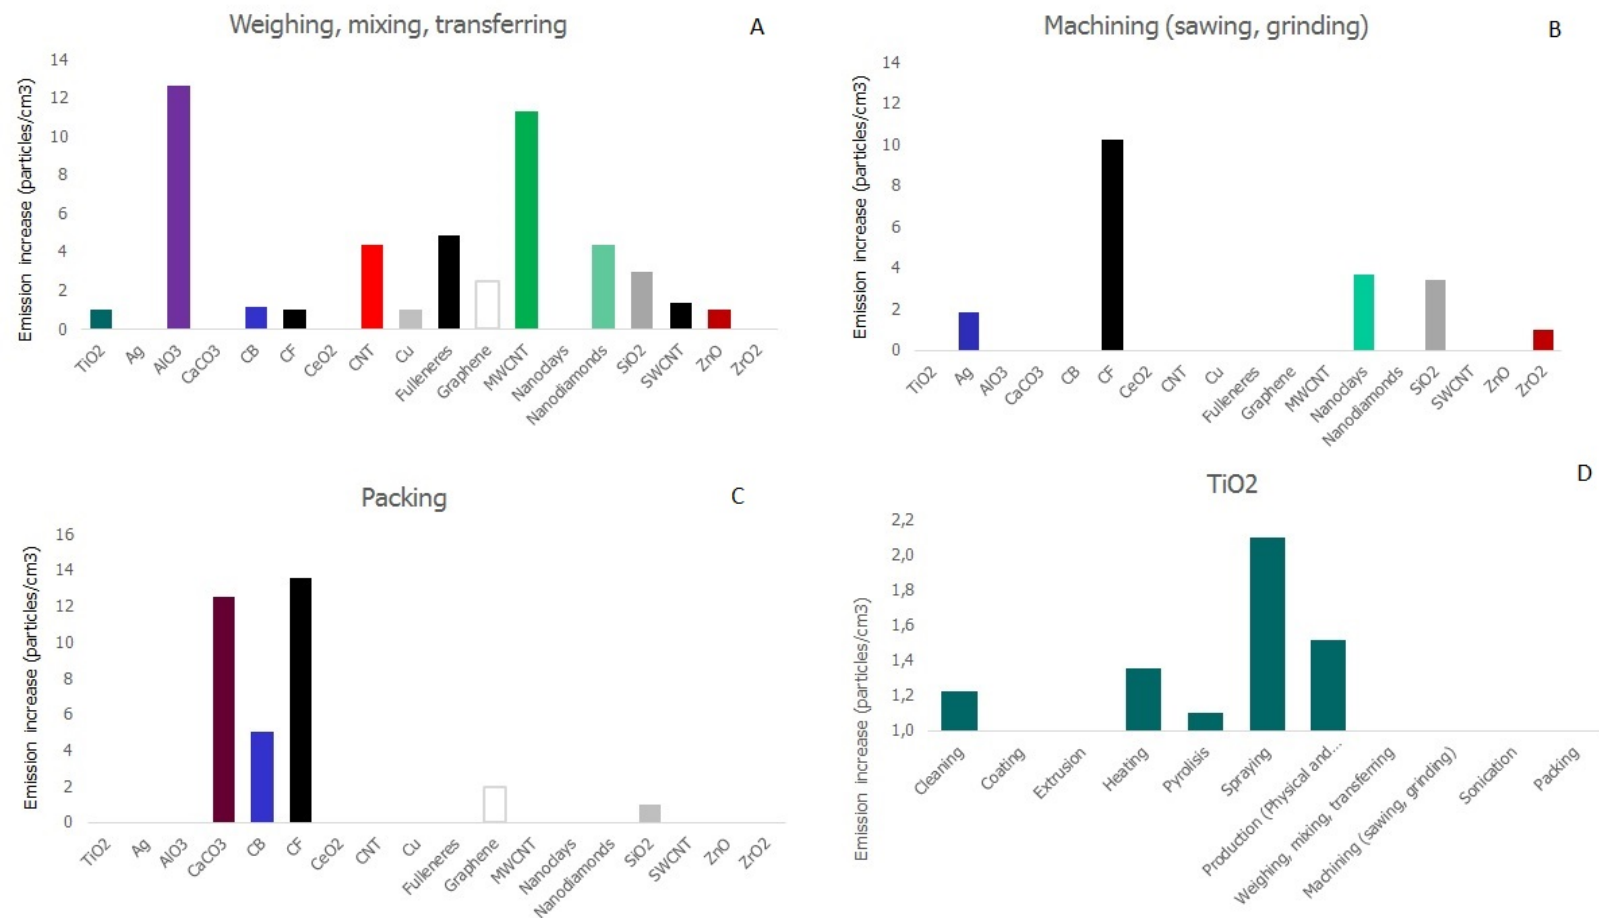 Weighing, mixing, transferring
A
Emission increase (particles/cm3)
14
12
10
8
6
4
2
0
TiO2
Ag
AlO3
CaCO3
CB
CF
CeO2
CNT
Cu
Fulleneres
Graphene
MWCNT
Nanodays
Nanodiamonds
SiO2
SWCNT
ZnO
ZrO2
Machining (sawing, grinding)
B
Emission increase (particles/cm3)
14
12
10
8
6
4
2
0
TiO2
Ag
AlO3
CaCO3
CB
CF
CeO2
CNT
Cu
Fulleneres
Graphene
MWCNT
Nanoclays
Nanodiamonds
SiO2
SWCNT
ZnO
ZrO2
Packing
C
Emission increase (particles/cm3)
16
14
12
10
8
6
4
2
0
TiO2
Ag
AlO3
CaCO3
CB
CF
CeO2
CNT
Cu
Fulleneres
Graphene
MWCNT
Nanoclays
Nanodiamonds
SiO2
SWCNT
ZnO
ZrO2
TiO2
D
Emission increase (particles/cm3)
2,2
2,0
1,8
1,6
1,4
1,2
1,0
Cleaning
Coating
Extrusion
Heating
Pyrolisis
Spraying
Production (Physical and...
Weighing, mixing, transferring
Machining (sawing, grinding)
Sonication
Packing